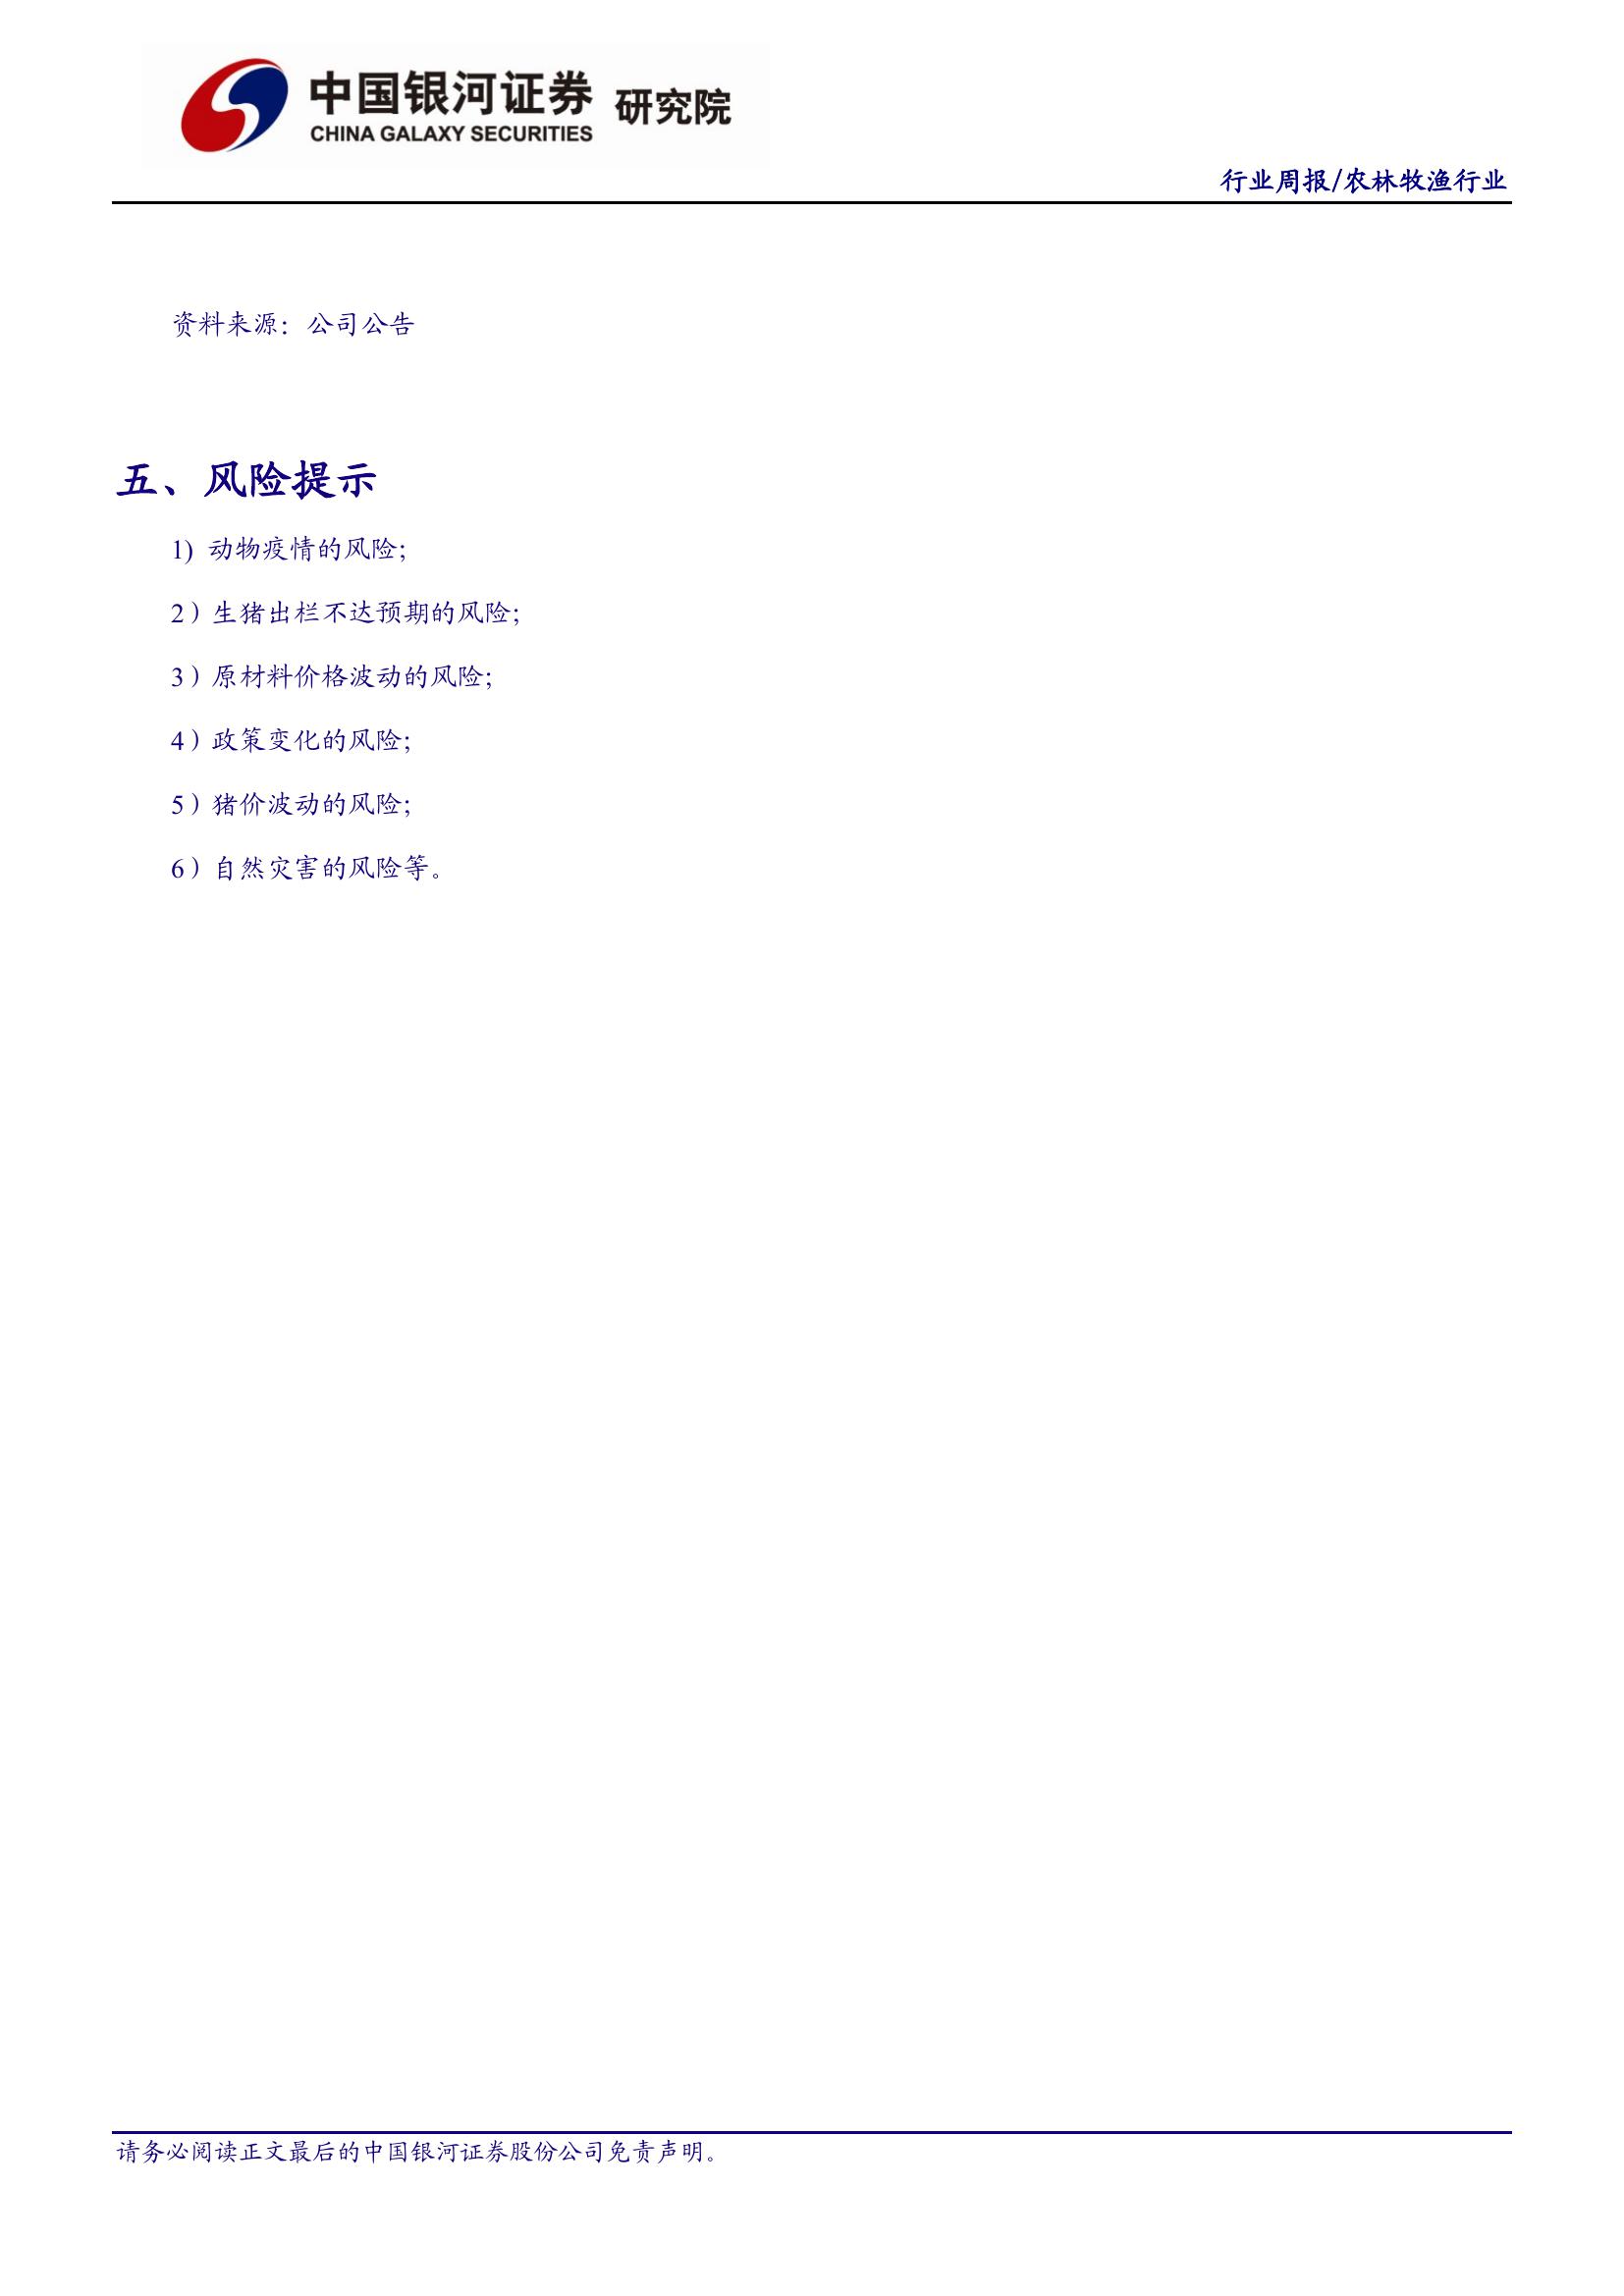 中国银河证券 研究院
CHINA GALAXY SECURITIES
行业周报/农林牧渔行业
资料来源：公司公告
五、风险提示
1) 动物疫情的风险；
2）生猪出栏不达预期的风险；
3）原材料价格波动的风险；
4）政策变化的风险；
5）猪价波动的风险；
6）自然灾害的风险等。
请务必阅读正文最后的中国银河证券股份公司免责声明。